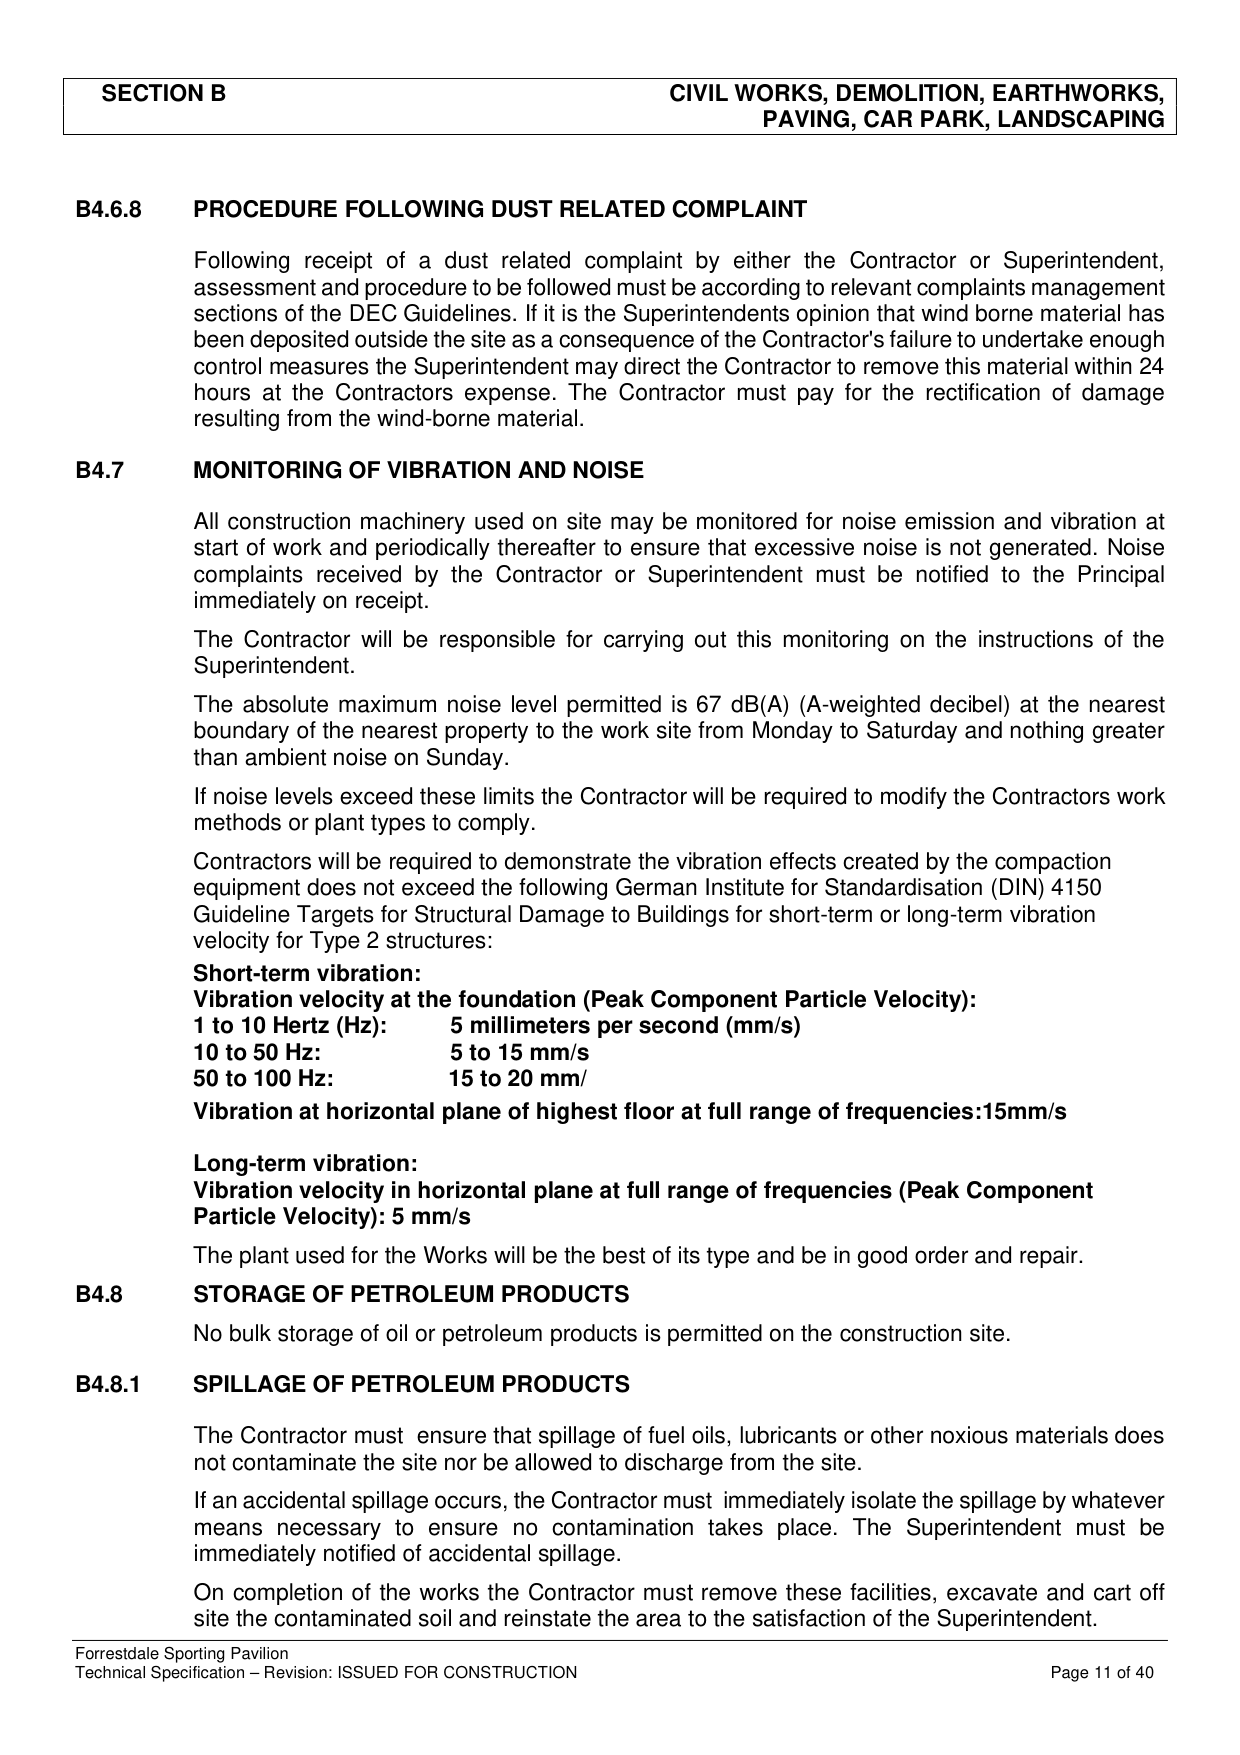 SECTION B CIVIL WORKS, DEMOLITION, EARTHWORKS,
PAVING, CAR PARK, LANDSCAPING
B4.6.8 PROCEDURE FOLLOWING DUST RELATED COMPLAINT
Following receipt of a dust related complaint by either the Contractor or Superintendent,
assessment and procedure to be followed must be according to relevant complaints management
sections of the DEC Guidelines. If it is the Superintendents opinion that wind borne material has
been deposited outside the site as a consequence of the Contractor's failure to undertake enough
control measures the Superintendent may direct the Contractor to remove this material within 24
hours at the Contractors expense. The Contractor must pay for the rectification of damage
resulting from the wind-borne material.
B4.7 MONITORING OF VIBRATION AND NOISE
All construction machinery used on site may be monitored for noise emission and vibration at
start of work and periodically thereafter to ensure that excessive noise is not generated. Noise
complaints received by the Contractor or Superintendent must be notified to the Principal
immediately on receipt.
The Contractor will be responsible for carrying out this monitoring on the instructions of the
Superintendent.
The absolute maximum noise level permitted is 67 dB(A) (A-weighted decibel) at the nearest
boundary of the nearest property to the work site from Monday to Saturday and nothing greater
than ambient noise on Sunday.
If noise levels exceed these limits the Contractor will be required to modify the Contractors work
methods or plant types to comply.
Contractors will be required to demonstrate the vibration effects created by the compaction
equipment does not exceed the following German Institute for Standardisation (DIN) 4150
Guideline Targets for Structural Damage to Buildings for short-term or long-term vibration
velocity for Type 2 structures:
Short-term vibration:
Vibration velocity at the foundation (Peak Component Particle Velocity):
1 to 10 Hertz (Hz): 5 millimeters per second (mm/s)
10 to 50 Hz: 5 to 15 mm/s
50 to 100 Hz: 15 to 20 mm/
Vibration at horizontal plane of highest floor at full range of frequencies:15mm/s
Long-term vibration:
Vibration velocity in horizontal plane at full range of frequencies (Peak Component
Particle Velocity): 5 mm/s
The plant used for the Works will be the best of its type and be in good order and repair.
B4.8 STORAGE OF PETROLEUM PRODUCTS
No bulk storage of oil or petroleum products is permitted on the construction site.
B4.8.1 SPILLAGE OF PETROLEUM PRODUCTS
The Contractor must ensure that spillage of fuel oils, lubricants or other noxious materials does
not contaminate the site nor be allowed to discharge from the site.
If an accidental spillage occurs, the Contractor must immediately isolate the spillage by whatever
means necessary to ensure no contamination takes place. The Superintendent must be
immediately notified of accidental spillage.
On completion of the works the Contractor must remove these facilities, excavate and cart off
site the contaminated soil and reinstate the area to the satisfaction of the Superintendent.
Forrestdale Sporting Pavilion
Technical Specification – Revision: ISSUED FOR CONSTRUCTION Page 11 of 40